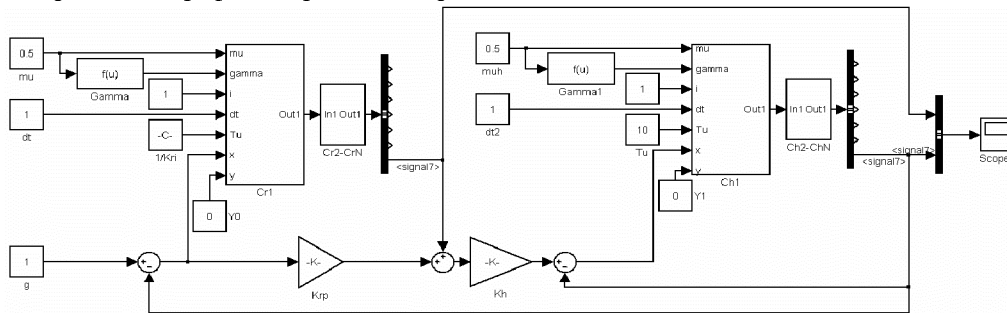 0.5
mu
f(u)
Gamma
1
1
dt
-C-
1/Kri
mu
gamma
i
dt
Tu
x
y
Out1
Cr1
0
Y0
In1 Out1
Cr2-CrN
<signal7>
0.5
muh
f(u)
Gamma1
1
1
dt2
10
Tu
mu
gamma
i
dt
Tu
x
y
Out1
Ch1
0
Y1
In1 Out1
Ch2-ChN
<signal7>
<signal7>
Scope
1
g
-K-
Krp
-K-
Kh